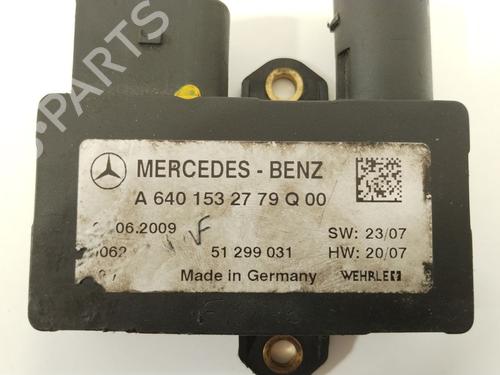 MERCEDES - BENZ
A 640 153 27 79 Q 00
.06.2009
SW: 23/07
062
51 299 031
HW: 20/07
Made in Germany
WEHRLE
PARTS